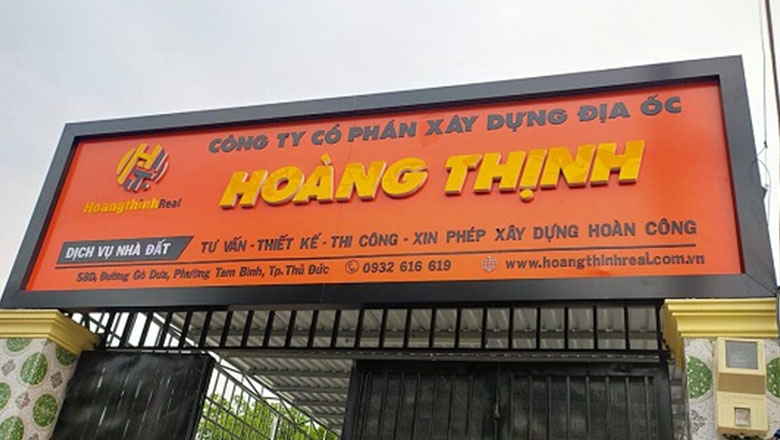 CÔNG TY CỔ PHẦN XÂY DỰNG ĐỊA ỐC
HOÀNG THỊNH
HoangthinhReal
DỊCH VỤ NHÀ ĐẤT
TƯ VẤN - THIẾT KẾ - THI CÔNG - XIN PHÉP XÂY DỰNG HOÀN CÔNG
58D, Đường Gò Dưa, Phường Tam Bình, Tp.Thủ Đức 0932 616 619 www.hoangthinhreal.com.vn